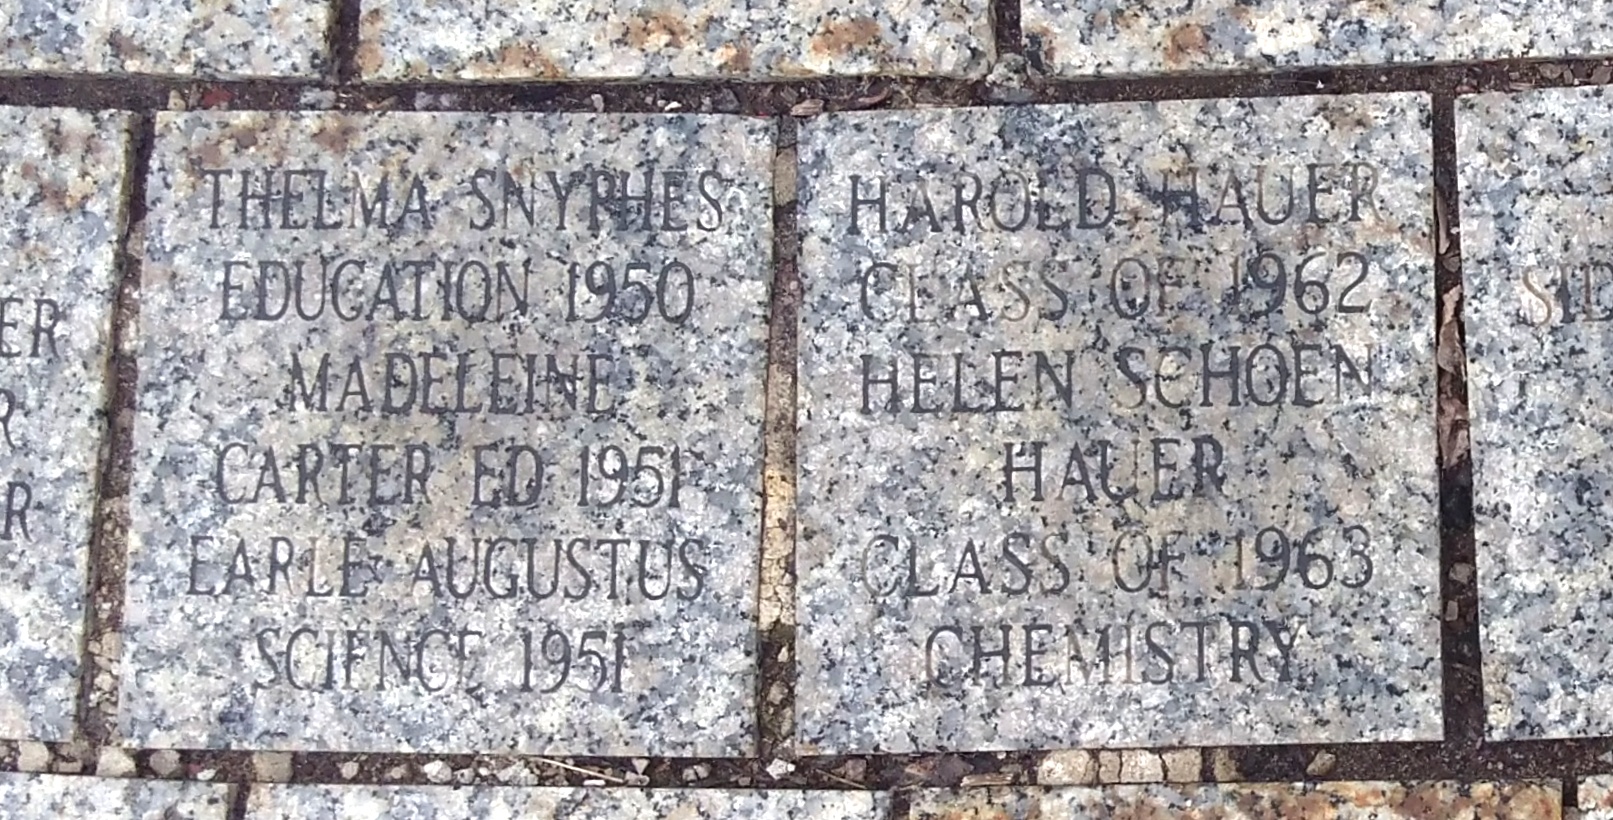 THELMA SNYPHES
EDUCATION 1950
MADELEINE
CARTER ED 1951
EARLE AUGUSTUS
SCIENCE 1951
HAROLD HAUER
CLASS OF 1962
HELEN SCHOEN
HAUER
CLASS OF 1963
CHEMISTRY